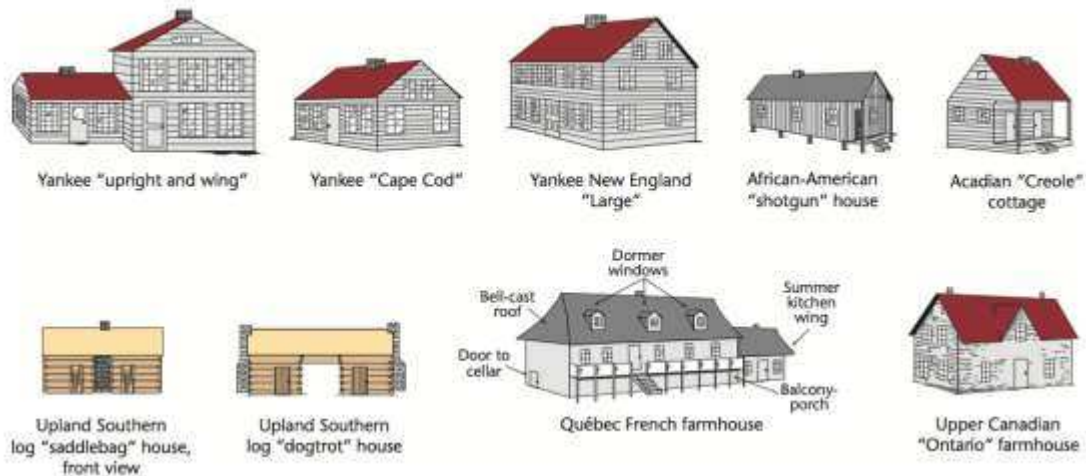 Yankee "upright and wing"
Yankee "Cape Cod"
Yankee New England
"Large"
African-American
"shotgun" house
Acadian "Creole"
cottage
Upland Southern
log "saddlebag" house,
front view
Upland Southern
log "dogtrot" house
Dormer
windows
Bell-cast
roof
Summer
kitchen
wing
Door to
cellar
Balcony-
porch
Québec French farmhouse
Upper Canadian
"Ontario" farmhouse